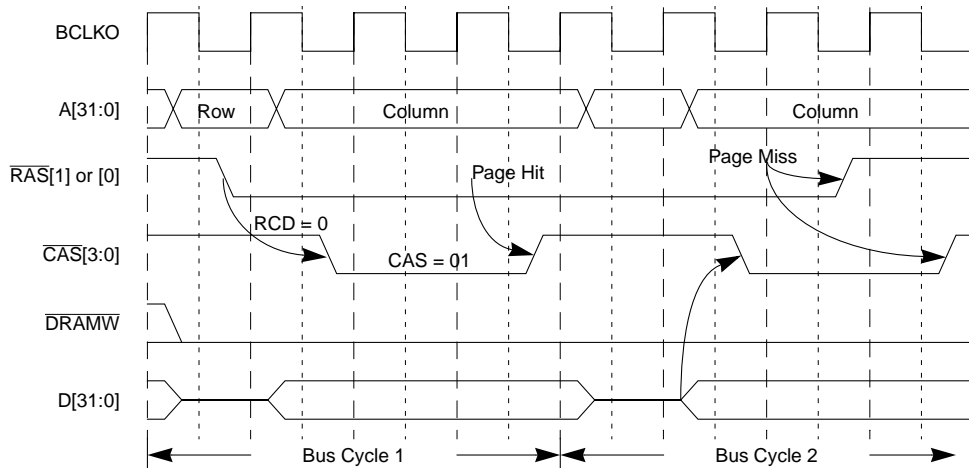 BCLKO
A[31:0]
Row
Column
Column
RAS[1] or [0]
Page Hit
Page Miss
RCD = 0
CAS[3:0]
CAS = 01
DRAMW
D[31:0]
Bus Cycle 1
Bus Cycle 2